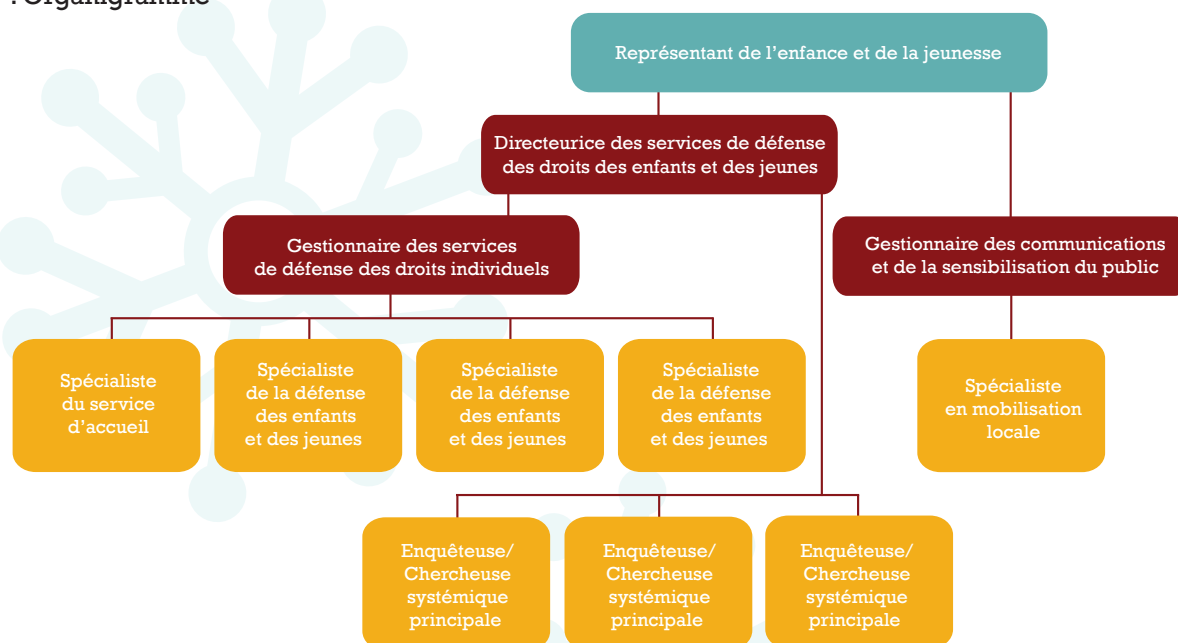 : Organigramme
Représentant de l'enfance et de la jeunesse
Directeurice des services de défense
des droits des enfants et des jeunes
Gestionnaire des services
de défense des droits individuels
Gestionnaire des communications
et de la sensibilisation du public
Spécialiste
du service
d'accueil
Spécialiste
de la défense
des enfants
et des jeunes
Spécialiste
de la défense
des enfants
et des jeunes
Spécialiste
de la défense
des enfants
et des jeunes
Spécialiste
en mobilisation
locale
Enquêteuse/
Chercheuse
systémique
principale
Enquêteuse/
Chercheuse
systémique
principale
Enquêteuse/
Chercheuse
systémique
principale